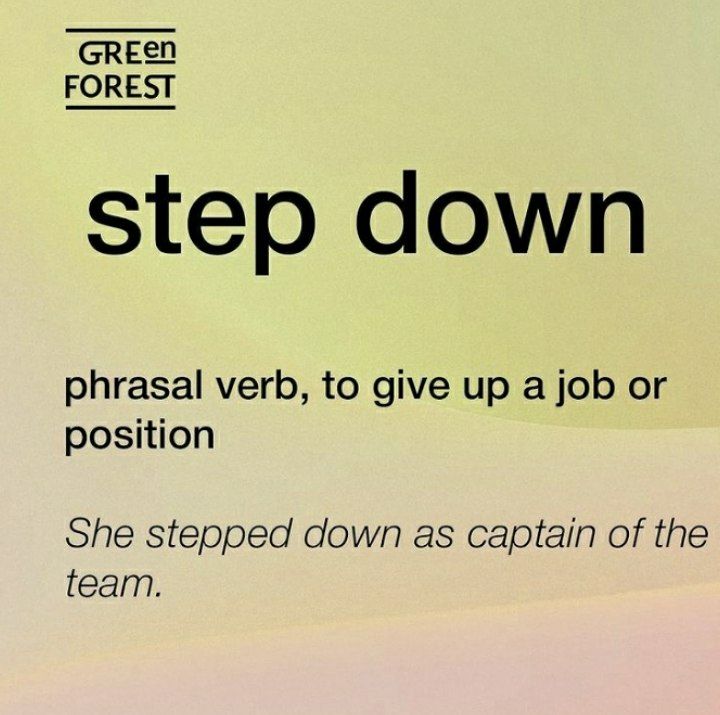 GREen
FOREST
step down
phrasal verb, to give up a job or
position
She stepped down as captain of the
team.